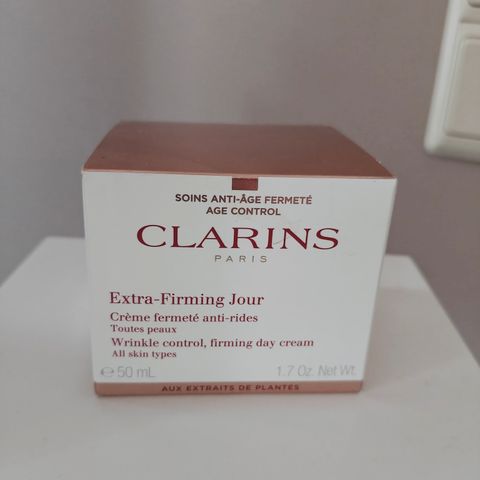 SOINS ANTI-ÂGE FERMETÉ
AGE CONTROL
CLARINS
PARIS
Extra-Firming Jour
Crème fermeté anti-rides
Toutes peaux
Wrinkle control, firming day cream
All skin types
℮ 50 mL 1.7 Oz. Net Wt.
AUX EXTRAITS DE PLANTES